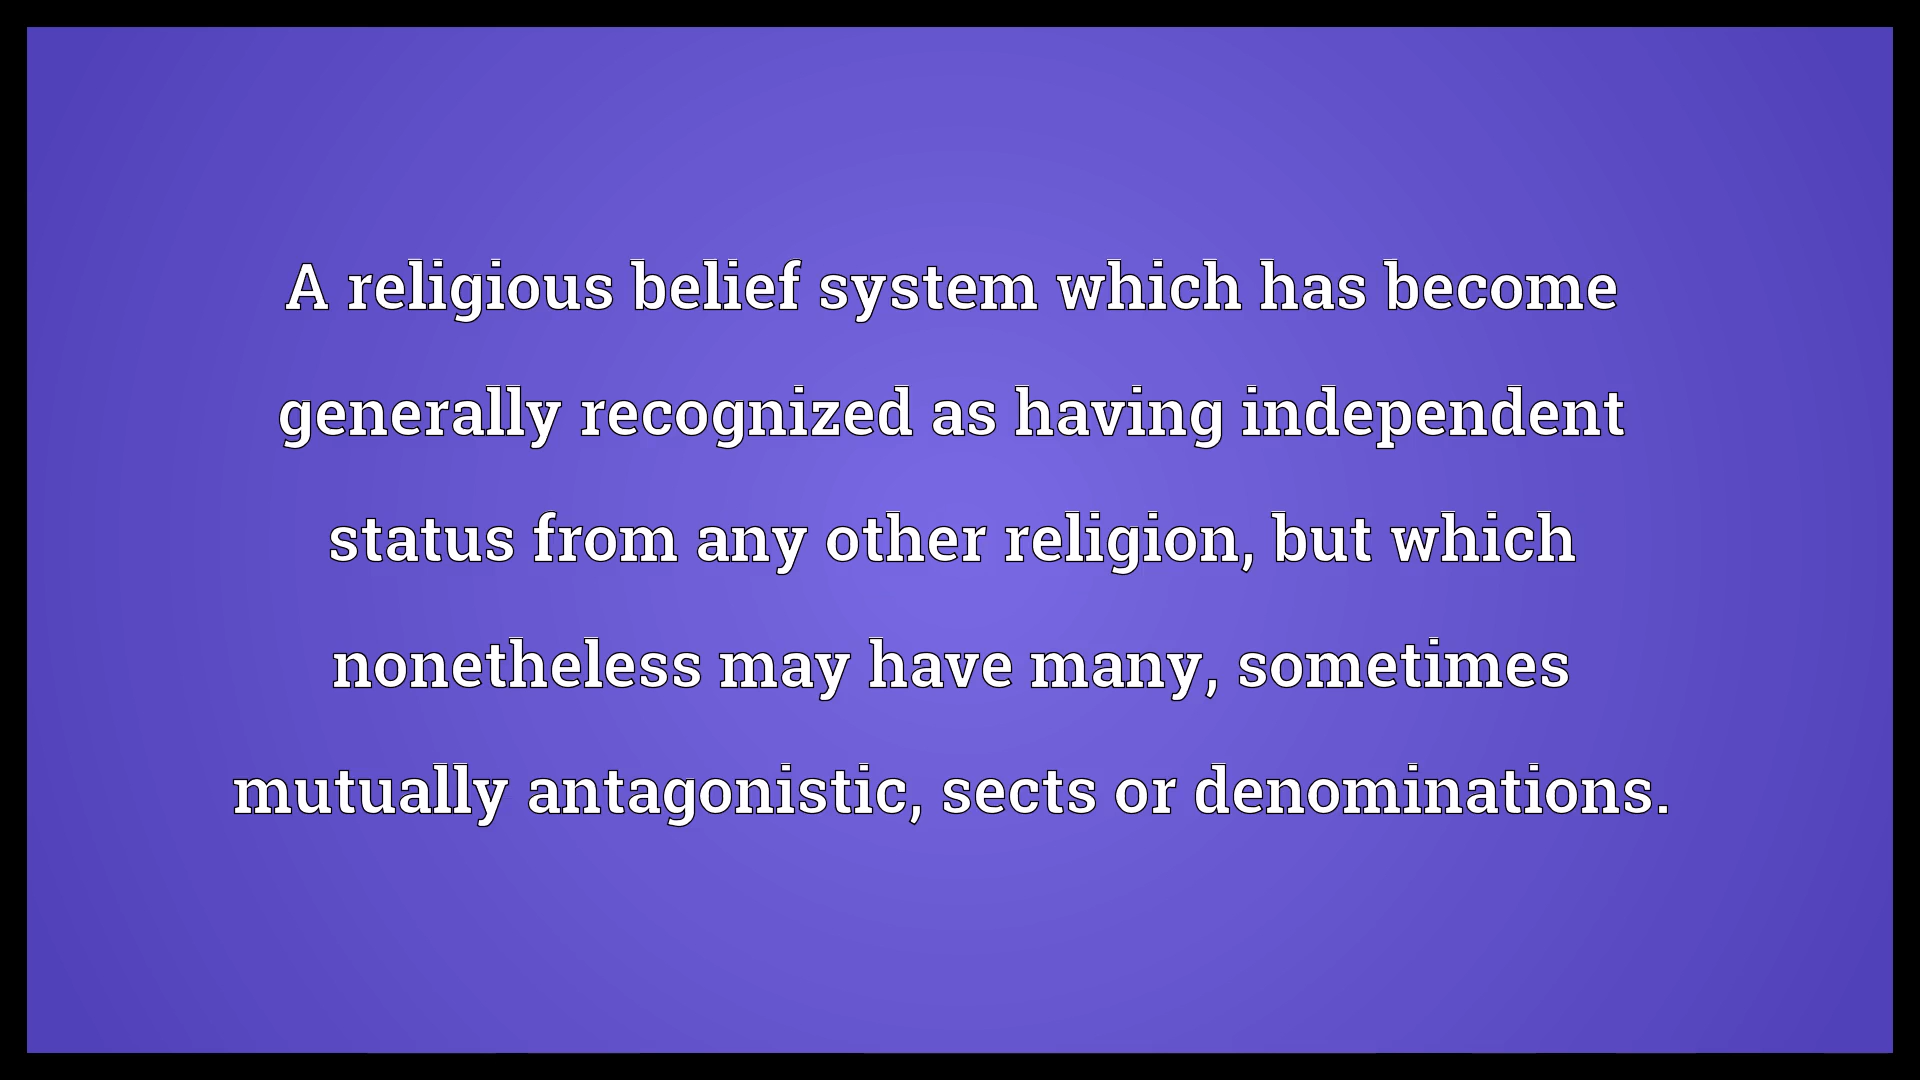 A religious belief system which has become
generally recognized as having independent
status from any other religion, but which
nonetheless may have many, sometimes
mutually antagonistic, sects or denominations.